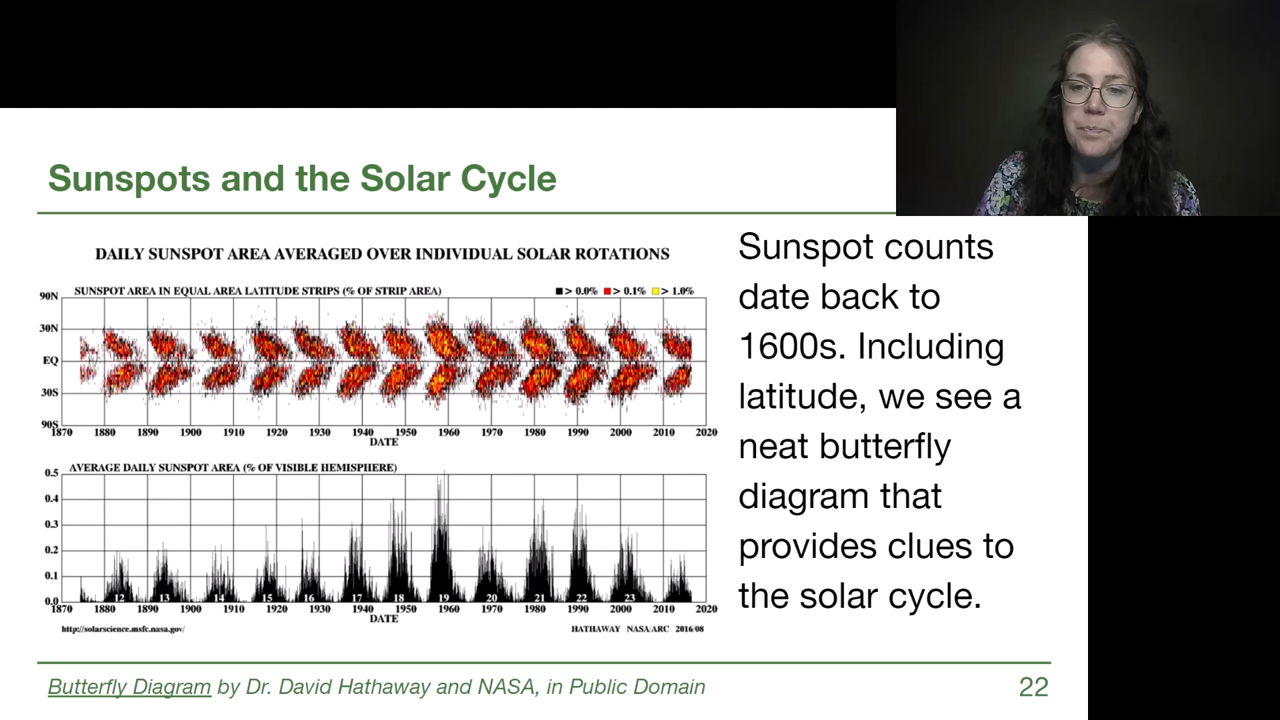 Sunspots and the Solar Cycle
DAILY SUNSPOT AREA AVERAGED OVER INDIVIDUAL SOLAR ROTATIONS
SUNSPOT AREA IN EQUAL AREA LATITUDE STRIPS (% OF STRIP AREA)
> 0.0% > 0.1% > 1.0%
90N
30N
EQ
30S
90S
1870 1880 1890 1900 1910 1920 1930 1940 1950 1960 1970 1980 1990 2000 2010 2020
DATE
AVERAGE DAILY SUNSPOT AREA (% OF VISIBLE HEMISPHERE)
0.5
0.4
0.3
0.2
0.1
0.0
12 13 14 15 16 17 18 19 20 21 22 23
1870 1880 1890 1900 1910 1920 1930 1940 1950 1960 1970 1980 1990 2000 2010 2020
DATE
http://solarscience.msfc.nasa.gov/
HATHAWAY NASA/ARC 2016/08
Sunspot counts
date back to
1600s. Including
latitude, we see a
neat butterfly
diagram that
provides clues to
the solar cycle.
Butterfly Diagram by Dr. David Hathaway and NASA, in Public Domain
22